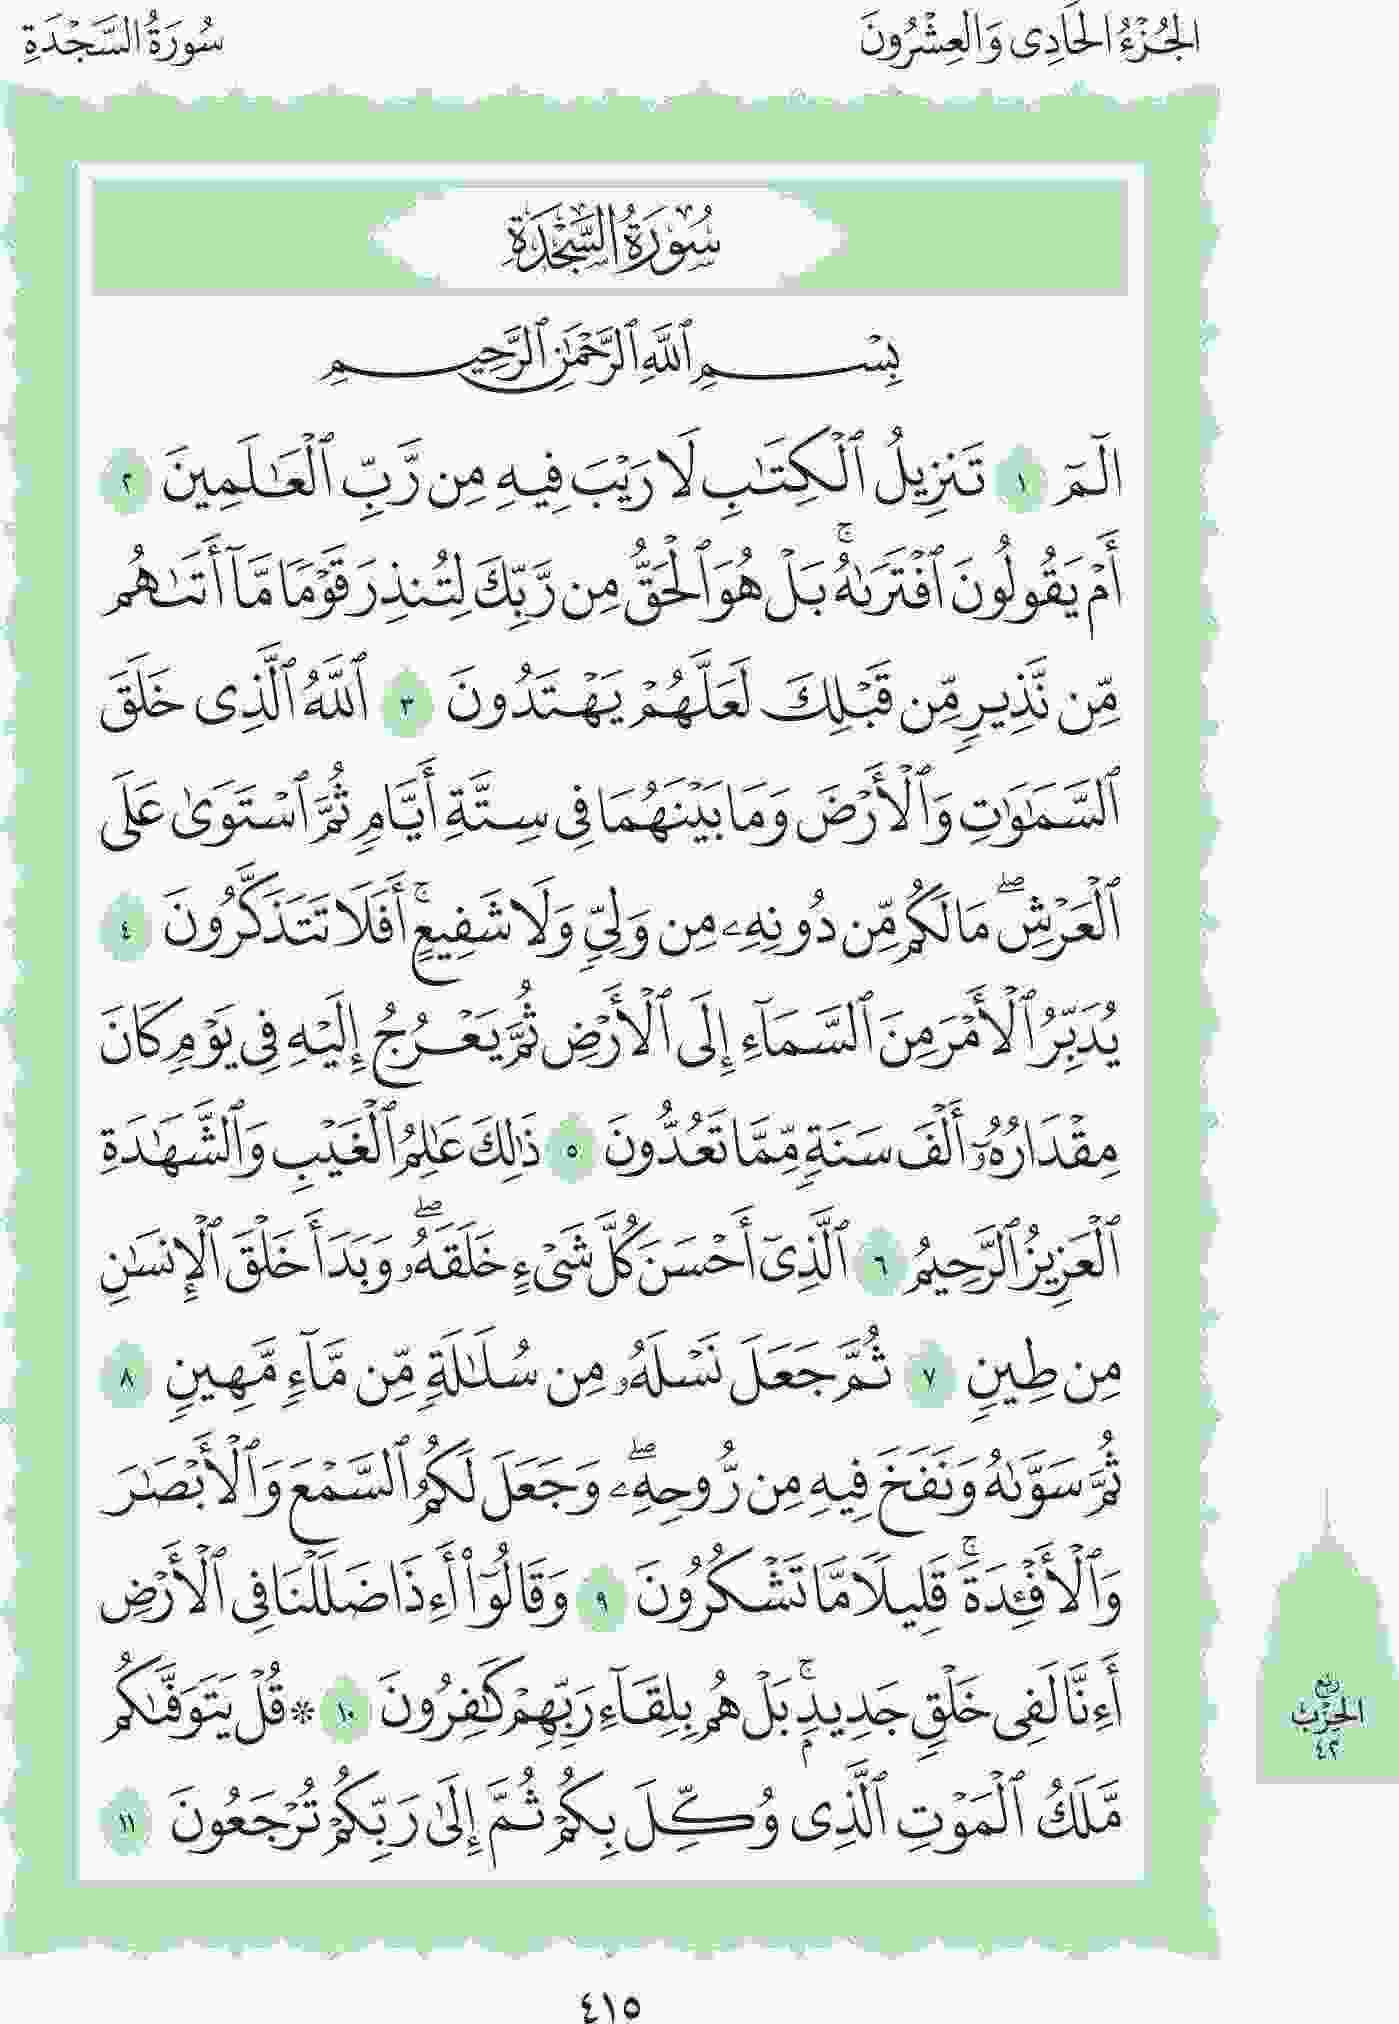 الجُزْءُ الحَادِى وَالعِشْرُونَ
سُورَةُ السَّجْدَةِ
سُورَةُ السَّجْدَةِ
بِسْمِ ٱللَّهِ ٱلرَّحْمَٰنِ ٱلرَّحِيمِ
الٓمٓ ١ تَنزِيلُ ٱلْكِتَٰبِ لَا رَيْبَ فِيهِ مِن رَّبِّ ٱلْعَٰلَمِينَ ٢
أَمْ يَقُولُونَ ٱفْتَرَىٰهُ ۚ بَلْ هُوَ ٱلْحَقُّ مِن رَّبِّكَ لِتُنذِرَ قَوْمًا مَّآ أَتَىٰهُم
مِّن نَّذِيرٍ مِّن قَبْلِكَ لَعَلَّهُمْ يَهْتَدُونَ ٣ ٱللَّهُ ٱلَّذِى خَلَقَ
ٱلسَّمَٰوَٰتِ وَٱلْأَرْضَ وَمَا بَيْنَهُمَا فِى سِتَّةِ أَيَّامٍ ثُمَّ ٱسْتَوَىٰ عَلَى
ٱلْعَرْشِ ۖ مَا لَكُم مِّن دُونِهِۦ مِن وَلِىٍّ وَلَا شَفِيعٍ ۚ أَفَلَا تَتَذَكَّرُونَ ٤
يُدَبِّرُ ٱلْأَمْرَ مِنَ ٱلسَّمَآءِ إِلَى ٱلْأَرْضِ ثُمَّ يَعْرُجُ إِلَيْهِ فِى يَوْمٍ كَانَ
مِقْدَارُهُۥٓ أَلْفَ سَنَةٍ مِّمَّا تَعُدُّونَ ٥ ذَٰلِكَ عَٰلِمُ ٱلْغَيْبِ وَٱلشَّهَٰدَةِ
ٱلْعَزِيزُ ٱلرَّحِيمُ ٦ ٱلَّذِىٓ أَحْسَنَ كُلَّ شَىْءٍ خَلَقَهُۥ ۖ وَبَدَأَ خَلْقَ ٱلْإِنسَٰنِ
مِن طِينٍ ٧ ثُمَّ جَعَلَ نَسْلَهُۥ مِن سُلَٰلَةٍ مِّن مَّآءٍ مَّهِينٍ ٨
ثُمَّ سَوَّىٰهُ وَنَفَخَ فِيهِ مِن رُّوحِهِۦ ۖ وَجَعَلَ لَكُمُ ٱلسَّمْعَ وَٱلْأَبْصَٰرَ
وَٱلْأَفْـِٔدَةَ ۚ قَلِيلًا مَّا تَشْكُرُونَ ٩ وَقَالُوٓا۟ أَءِذَا ضَلَلْنَا فِى ٱلْأَرْضِ
أَءِنَّا لَفِى خَلْقٍ جَدِيدٍۭ ۚ بَلْ هُم بِلِقَآءِ رَبِّهِمْ كَٰفِرُونَ ١٠ * قُلْ يَتَوَفَّىٰكُم
مَّلَكُ ٱلْمَوْتِ ٱلَّذِى وُكِّلَ بِكُمْ ثُمَّ إِلَىٰ رَبِّكُمْ تُرْجَعُونَ ١١
ربع
الحزب
٤٢
٤١٥